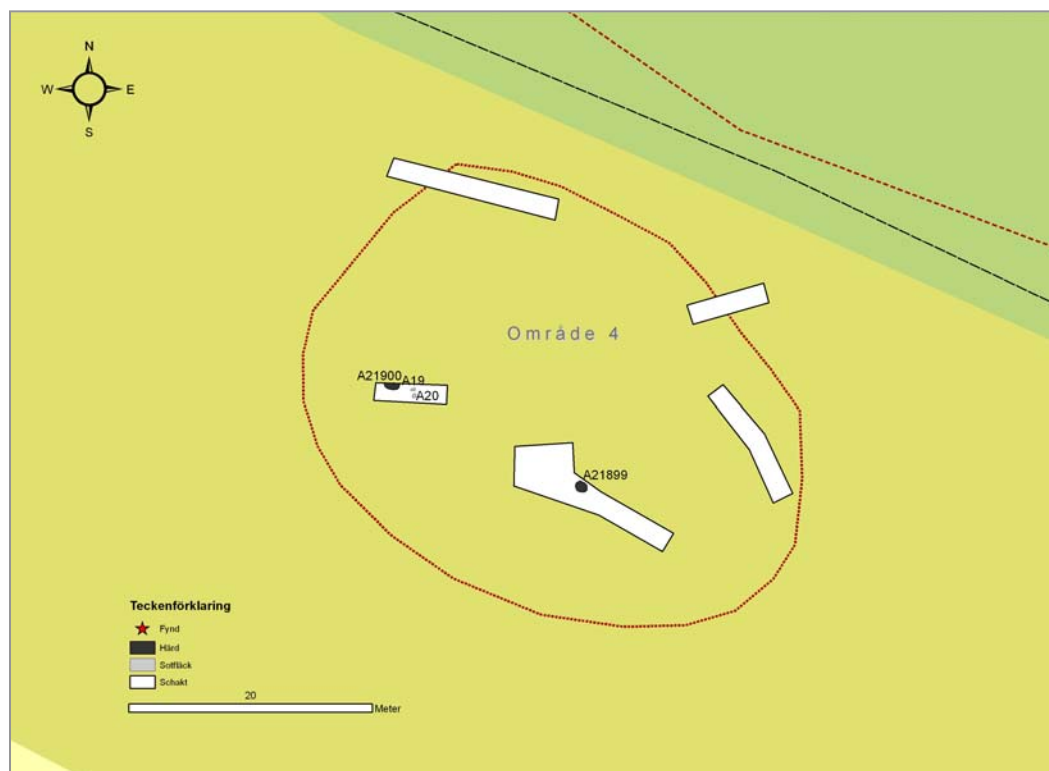 N
W E
S
Område 4
A21900 A19
A20
A21899
Teckenförklaring
Fynd
Härd
Sotfläck
Schakt
20
Meter